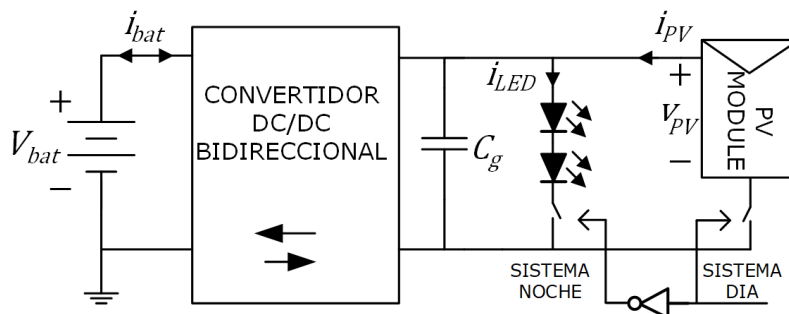 i_bat
+
V_bat
−
CONVERTIDOR
DC/DC
BIDIRECCIONAL
C_g
i_LED
i_PV
+
v_PV
−
PV
MODULE
SISTEMA
NOCHE
SISTEMA
DIA